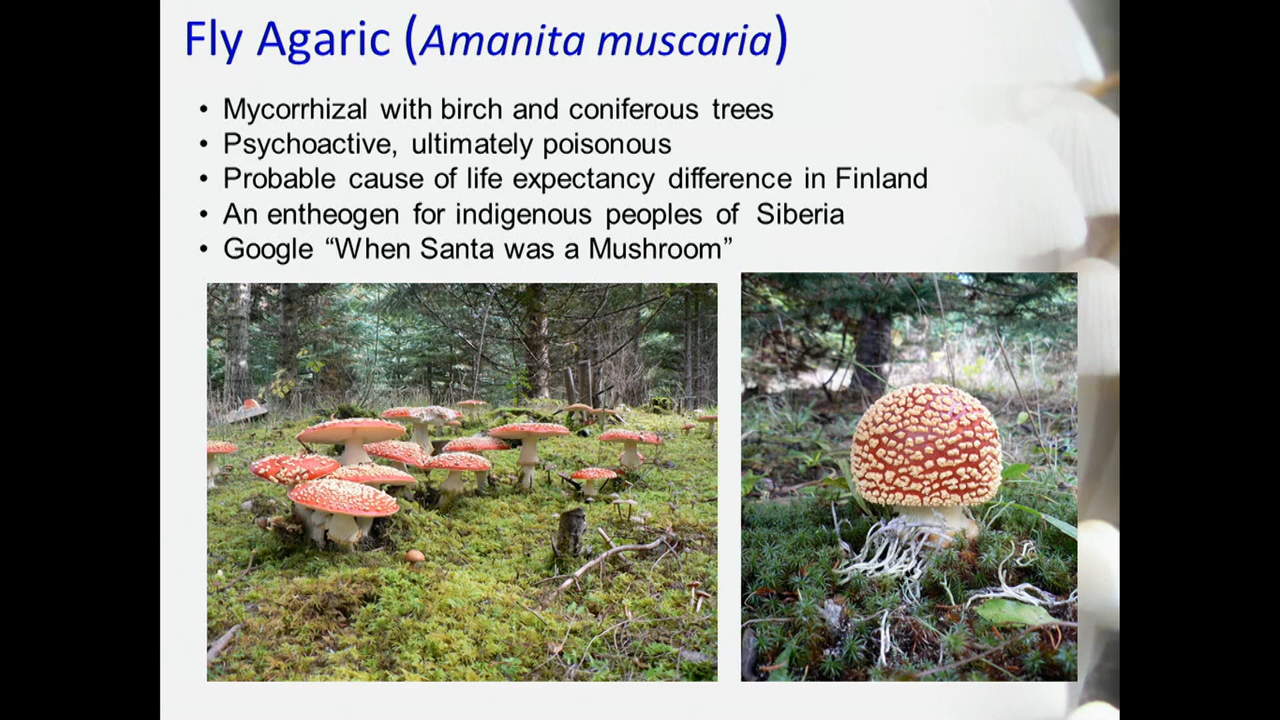 Fly Agaric (Amanita muscaria)
• Mycorrhizal with birch and coniferous trees
• Psychoactive, ultimately poisonous
• Probable cause of life expectancy difference in Finland
• An entheogen for indigenous peoples of Siberia
• Google “When Santa was a Mushroom”